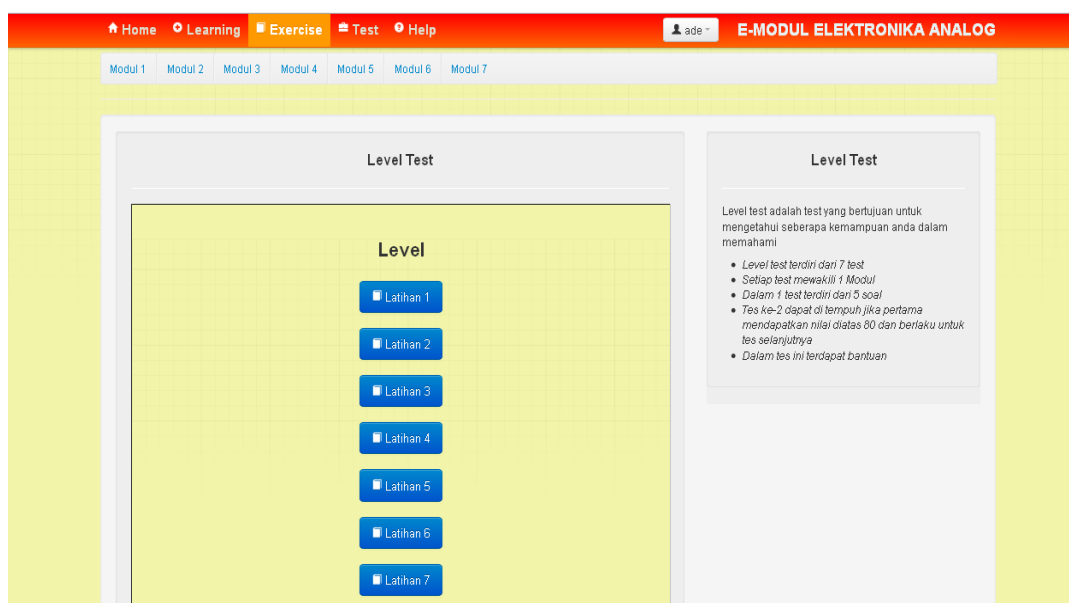 Home Learning Exercise Test Help ade E-MODUL ELEKTRONIKA ANALOG
Modul 1 Modul 2 Modul 3 Modul 4 Modul 5 Modul 6 Modul 7
Level Test
Level
Latihan 1
Latihan 2
Latihan 3
Latihan 4
Latihan 5
Latihan 6
Latihan 7
Level Test
Level test adalah test yang bertujuan untuk
mengetahui seberapa kemampuan anda dalam
memahami
• Level test terdiri dari 7 test
• Setiap test mewakili 1 Modul
• Dalam 1 test terdiri dari 5 soal
• Tes ke-2 dapat di tempuh jika pertama
mendapatkan nilai diatas 80 dan berlaku untuk
tes selanjutnya
• Dalam tes ini terdapat bantuan